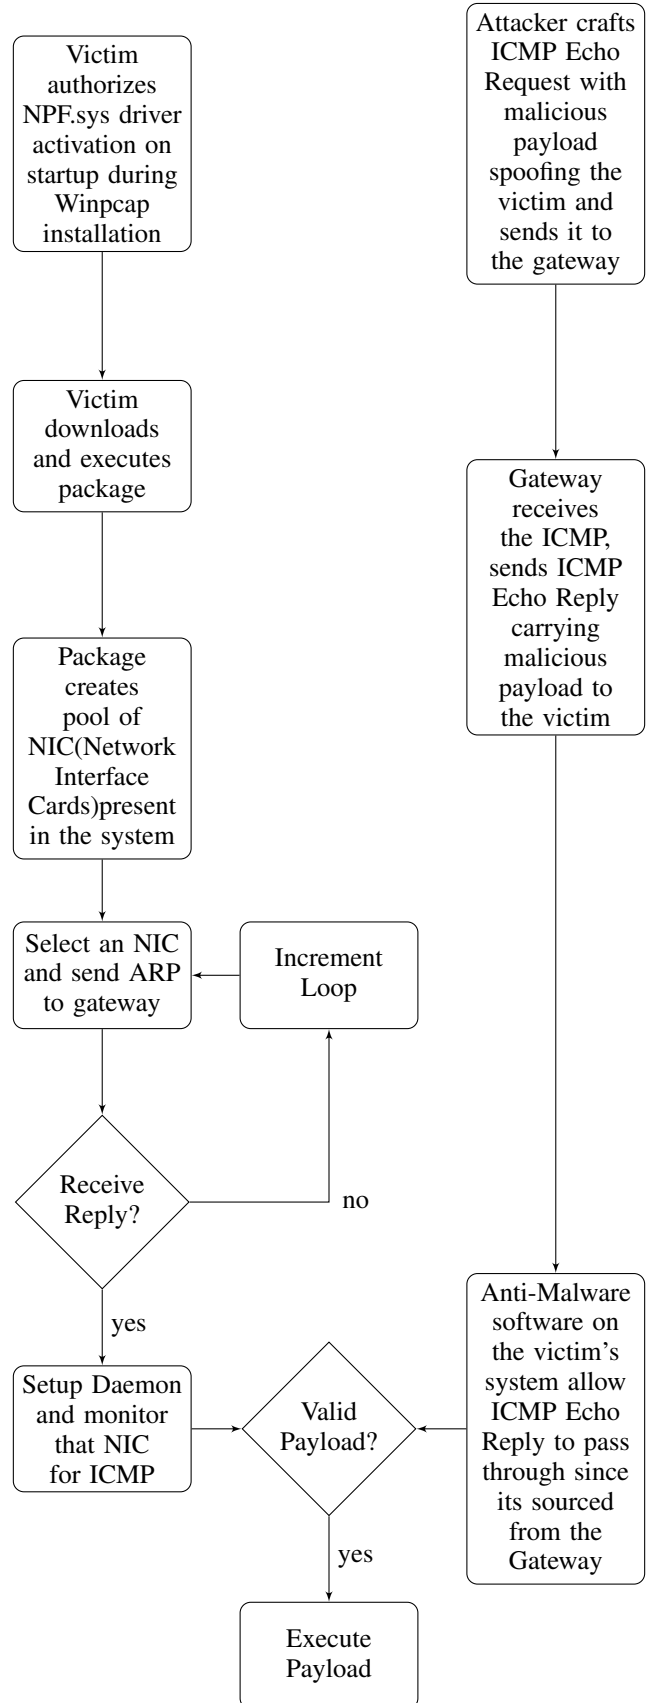 Victim
authorizes
NPF.sys driver
activation on
startup during
Winpcap
installation
Victim
downloads
and executes
package
Package
creates
pool of
NIC(Network
Interface
Cards)present
in the system
Select an NIC
and send ARP
to gateway
Increment
Loop
Receive
Reply?
no
yes
Setup Daemon
and monitor
that NIC
for ICMP
Attacker crafts
ICMP Echo
Request with
malicious
payload
spoofing the
victim and
sends it to
the gateway
Gateway
receives
the ICMP,
sends ICMP
Echo Reply
carrying
malicious
payload to
the victim
Anti-Malware
software on
the victim's
system allow
ICMP Echo
Reply to pass
through since
its sourced
from the
Gateway
Valid
Payload?
yes
Execute
Payload